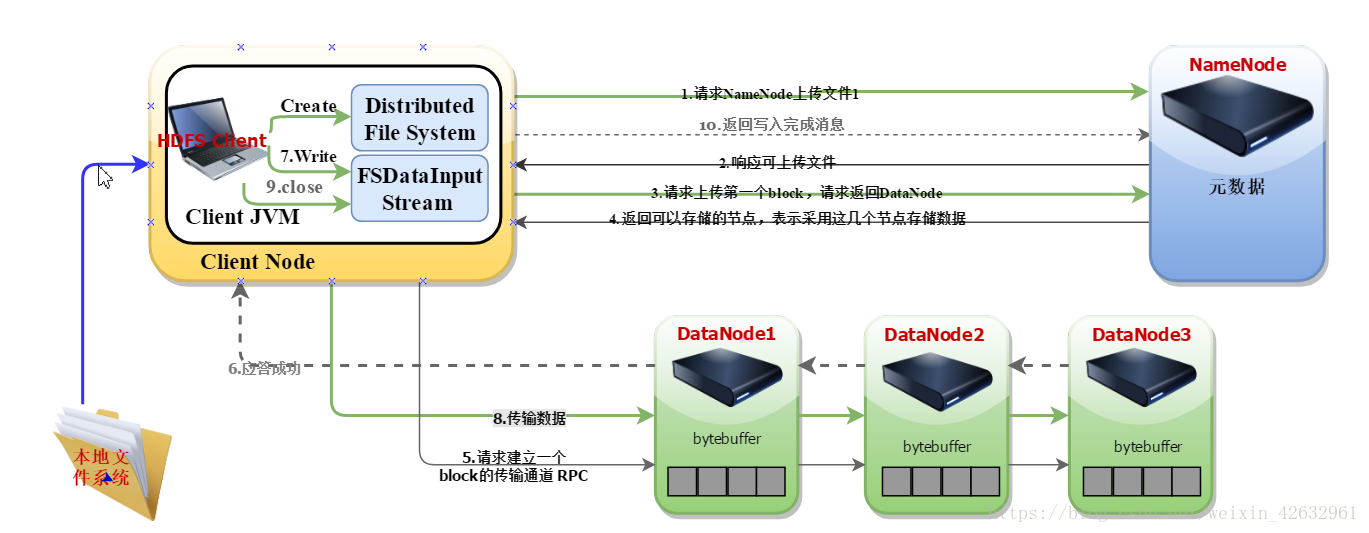 NameNode
1.请求NameNode上传文件1
Create
Distributed
File System
10.返回写入完成消息
HDFS Client
7.Write
2.响应可上传文件
FSDataInput
Stream
9.close
3.请求上传第一个block，请求返回DataNode
元数据
Client JVM
4.返回可以存储的节点，表示采用这几个节点存储数据
Client Node
DataNode1
DataNode2
DataNode3
6.应答成功
8.传输数据
bytebuffer
bytebuffer
bytebuffer
本地文
件系统
5.请求建立一个
block的传输通道 RPC
weixin_42632961